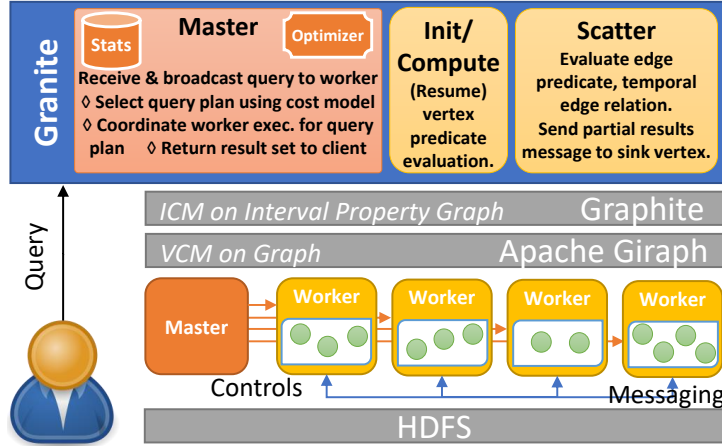 Granite
Stats
Master
Optimizer
Receive & broadcast query to worker
◊ Select query plan using cost model
◊ Coordinate worker exec. for query
plan ◊ Return result set to client
Init/
Compute
(Resume)
vertex
predicate
evaluation.
Scatter
Evaluate edge
predicate, temporal
edge relation.
Send partial results
message to sink vertex.
Query
ICM on Interval Property Graph
Graphite
VCM on Graph
Apache Giraph
Master
Worker
Worker
Worker
Worker
Controls
Messaging
HDFS